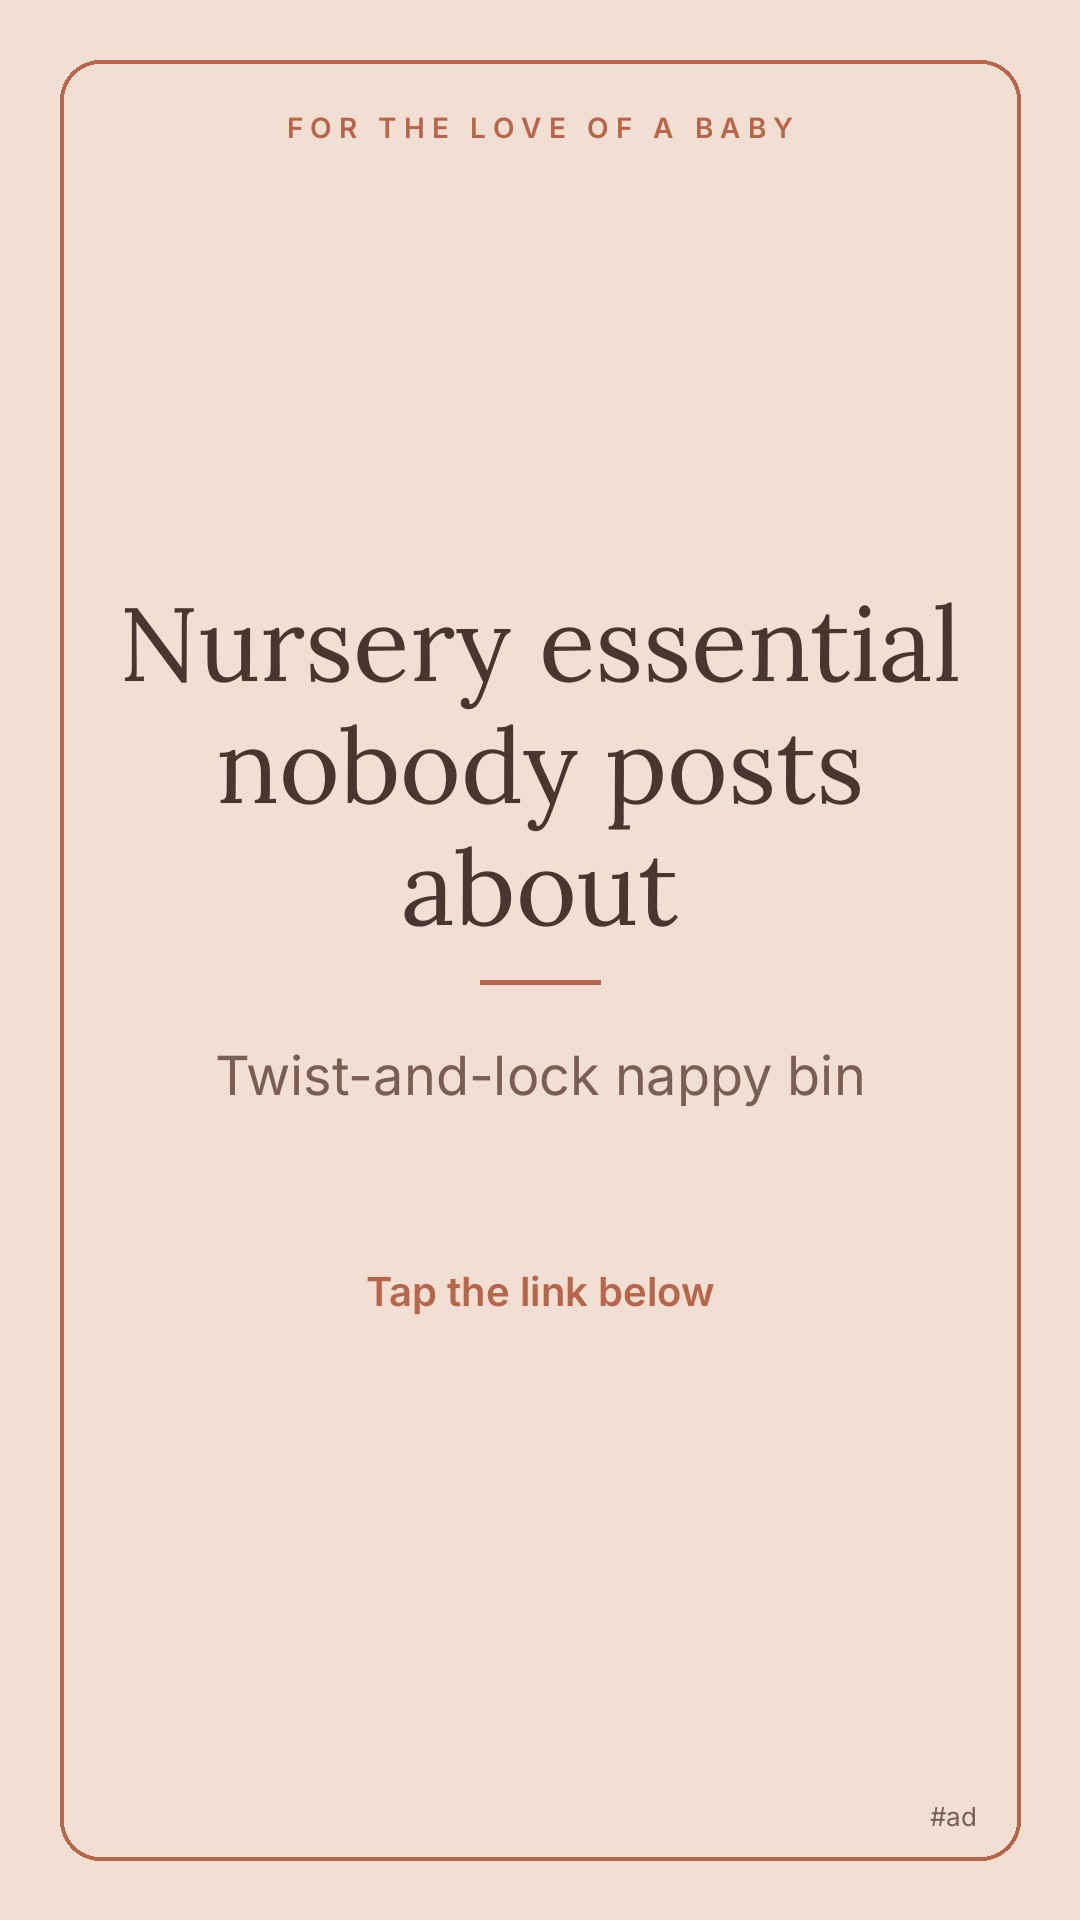 FOR THE LOVE OF A BABY
Nursery essential
nobody posts
about
Twist-and-lock nappy bin
Tap the link below
#ad